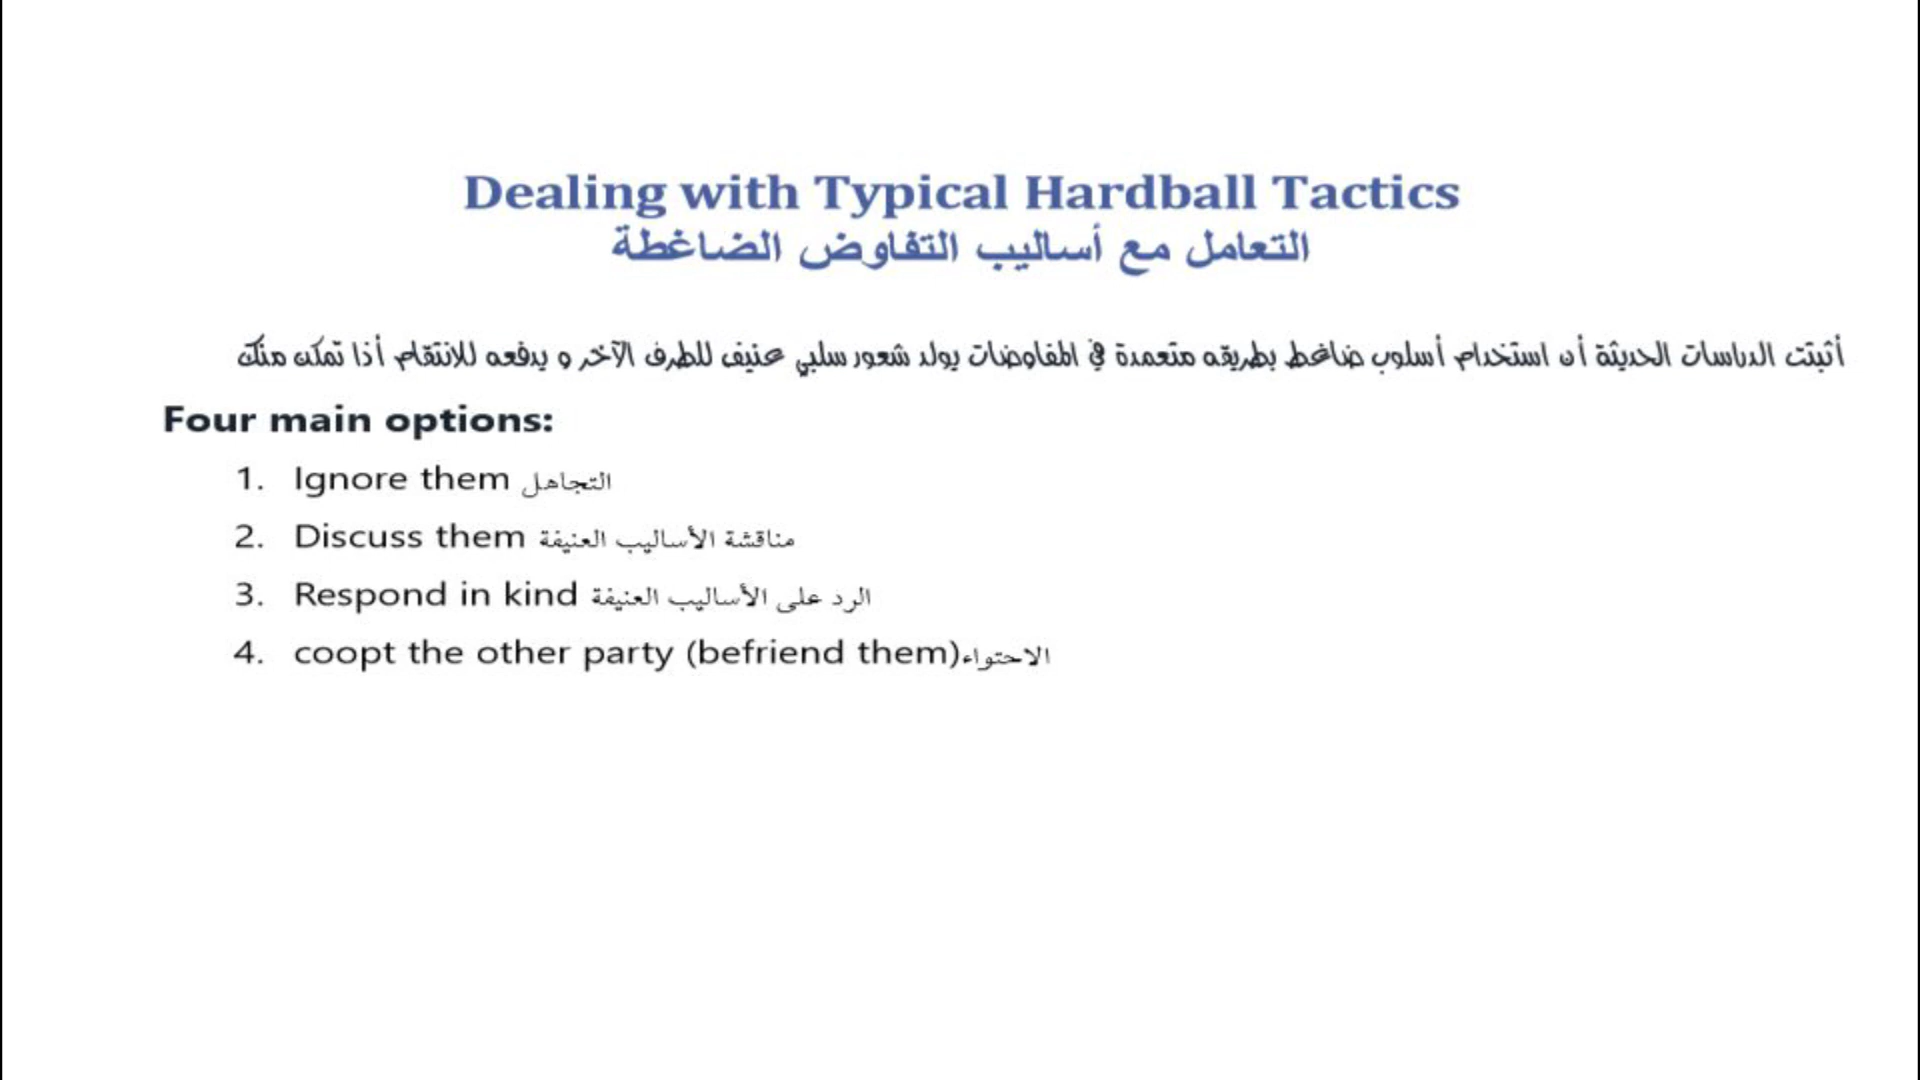 Dealing with Typical Hardball Tactics
التعامل مع أساليب التفاوض الضاغطة
أثبتت الدراسات الحديثة أن استخدام أسلوب ضاغط بطريقه متعمدة في المفاوضات يولد شعور سلبي عنيف للطرف الآخر و يدفعه للانتقام أذا تمكن منك
Four main options:
1. Ignore them التجاهل
2. Discuss them مناقشة الأساليب العنيفة
3. Respond in kind الرد على الأساليب العنيفة
4. coopt the other party (befriend them)الاحتواء